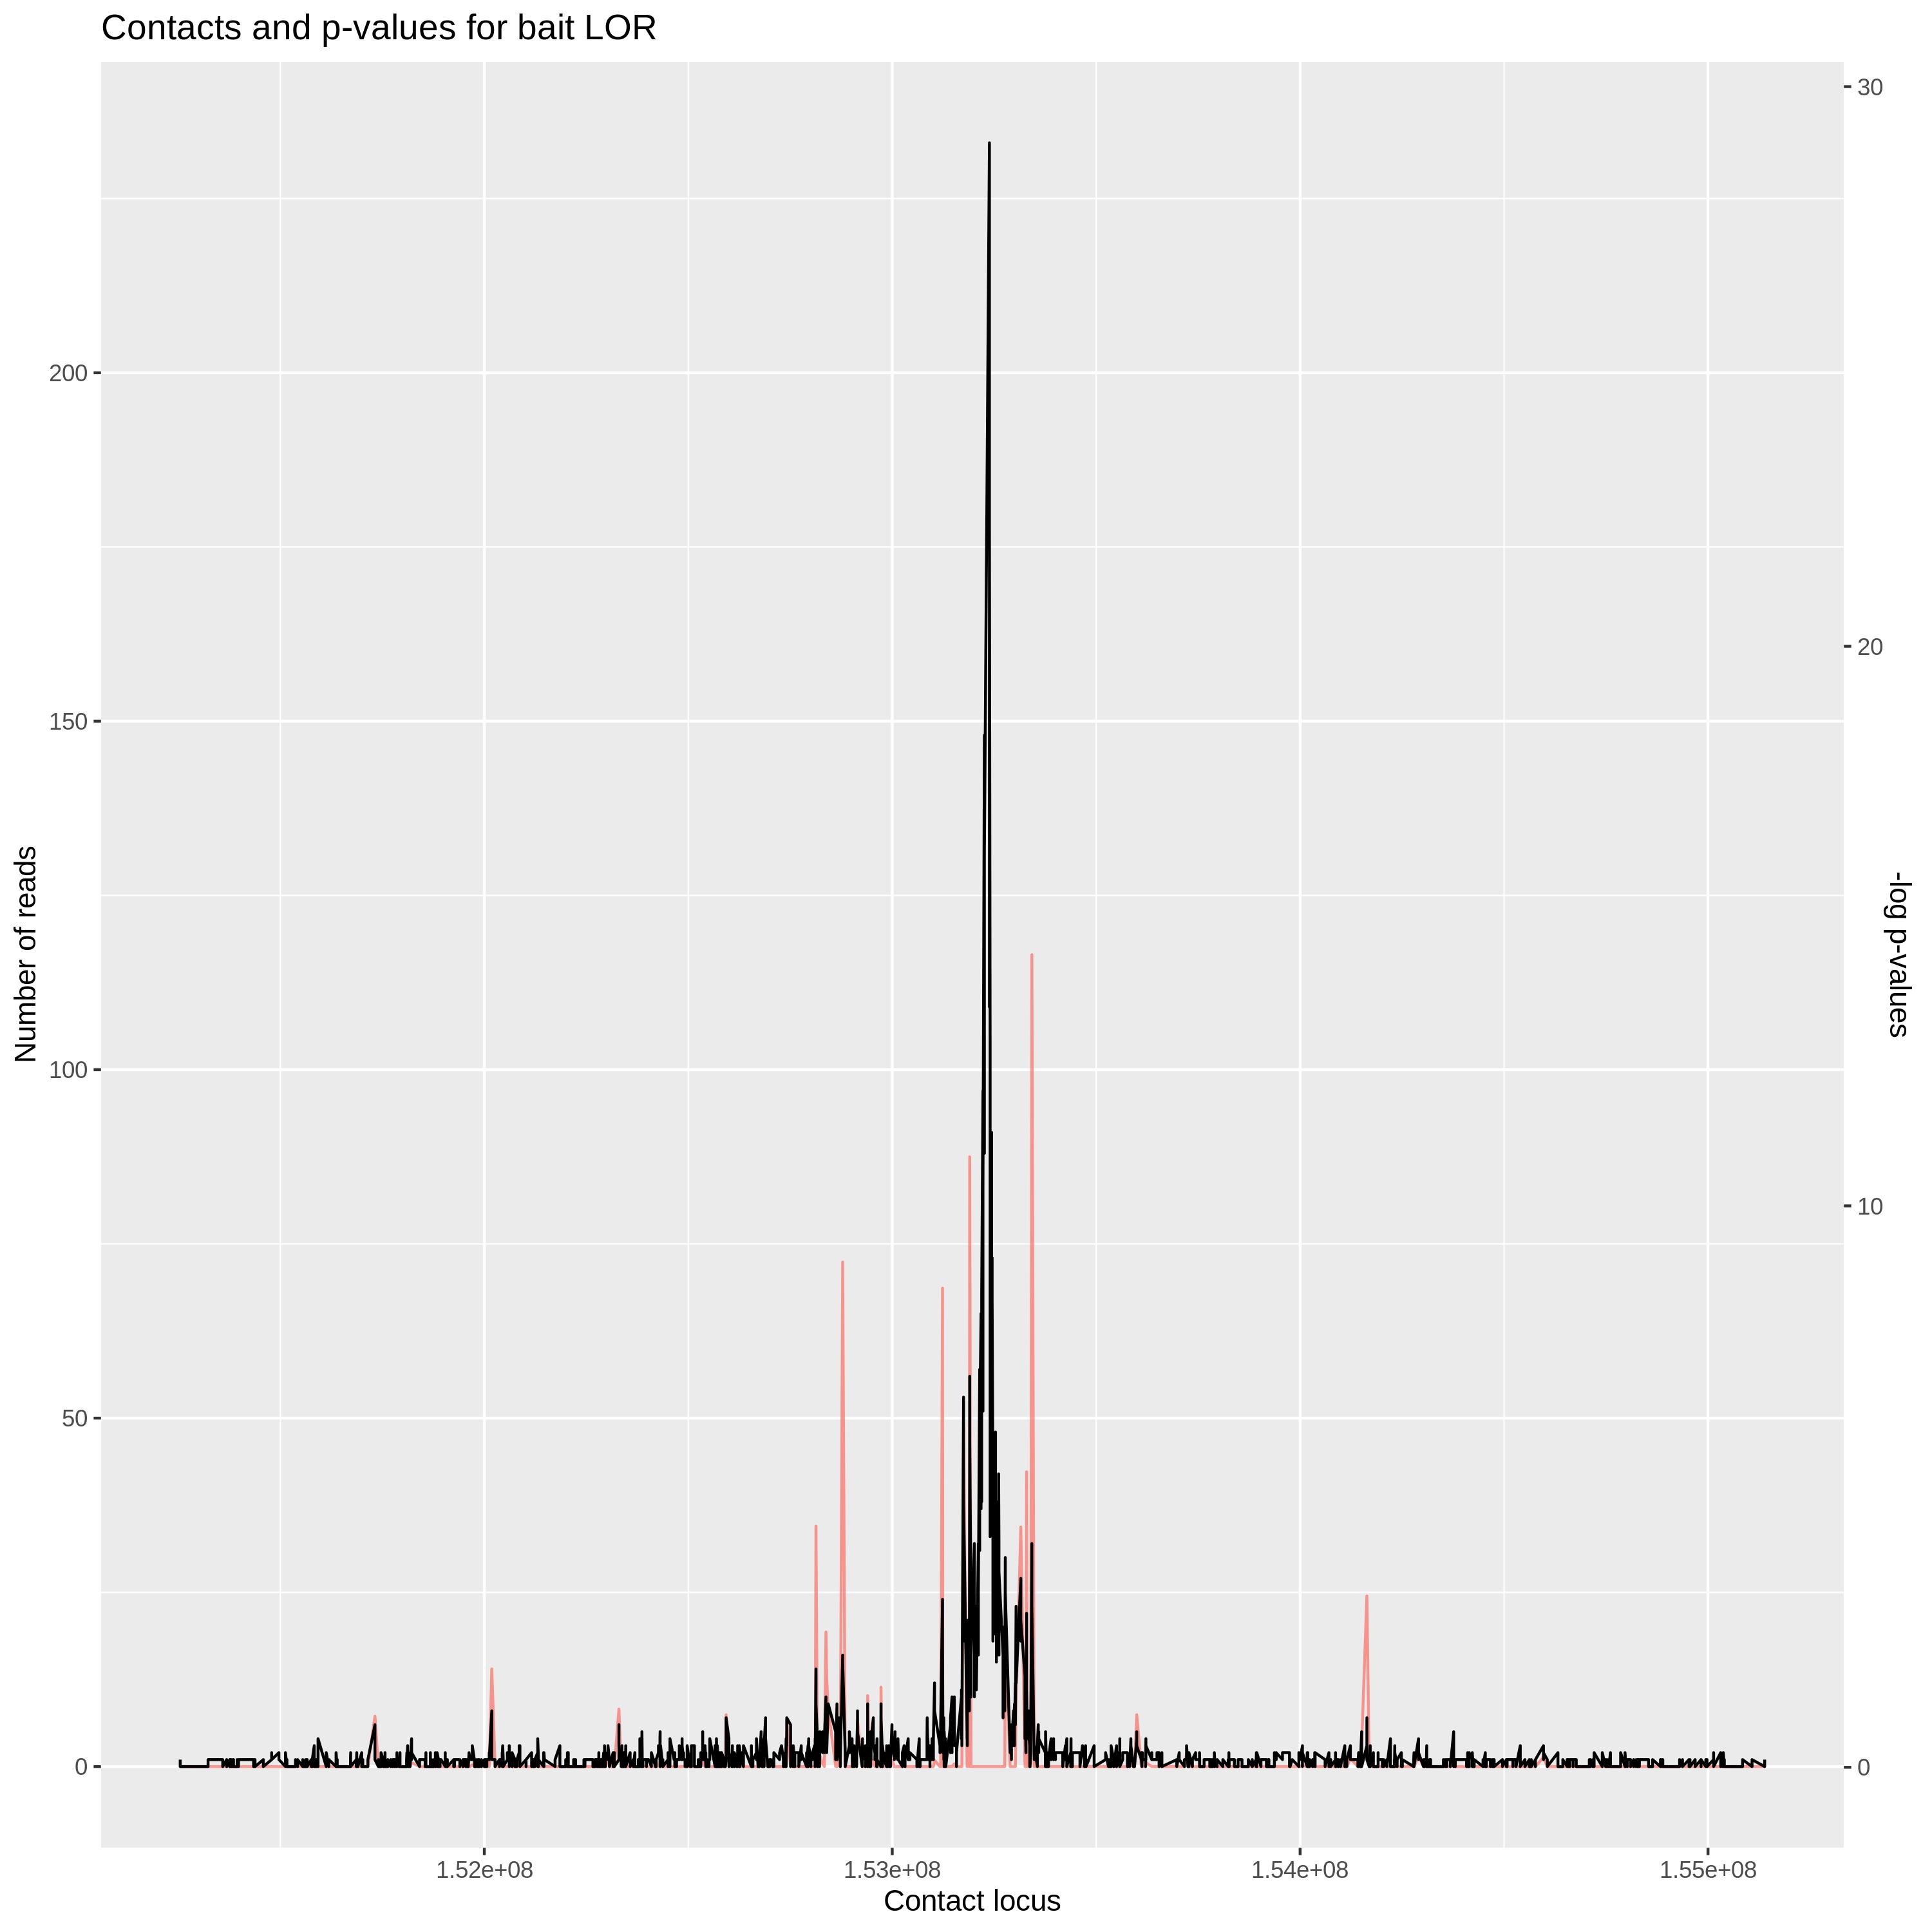 Contacts and p-values for bait LOR
Number of reads
200
150
100
50
0
30
20
10
0
-log p-values
1.52e+08
1.53e+08
1.54e+08
1.55e+08
Contact locus